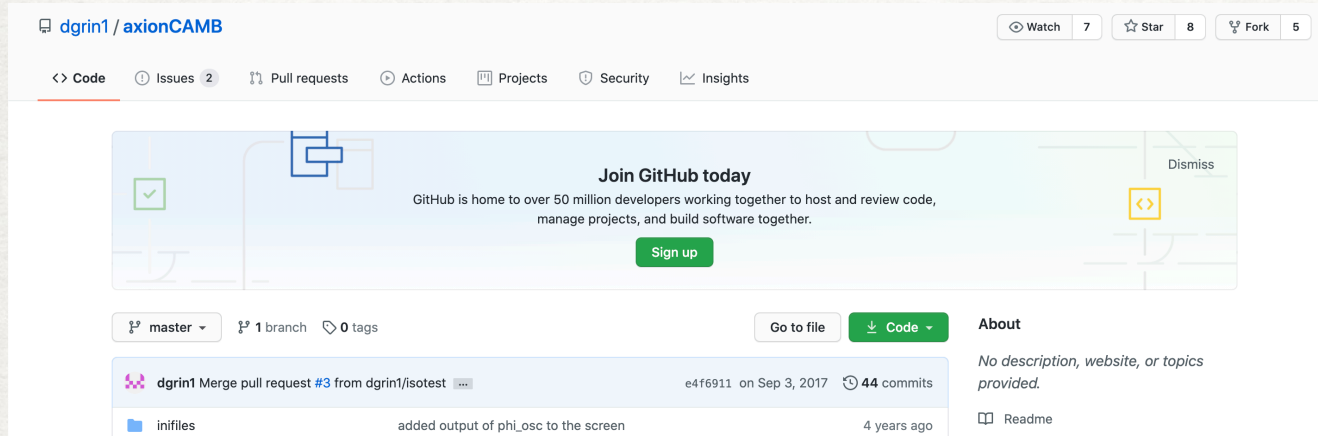 dgrin1 / axionCAMB
Watch 7 Star 8 Fork 5
Code Issues 2 Pull requests Actions Projects Security Insights
Dismiss
Join GitHub today
GitHub is home to over 50 million developers working together to host and review code,
manage projects, and build software together.
Sign up
master 1 branch 0 tags Go to file Code
About
No description, website, or topics
provided.
Readme
dgrin1 Merge pull request #3 from dgrin1/isotest ... e4f6911 on Sep 3, 2017 44 commits
inifiles added output of phi_osc to the screen 4 years ago